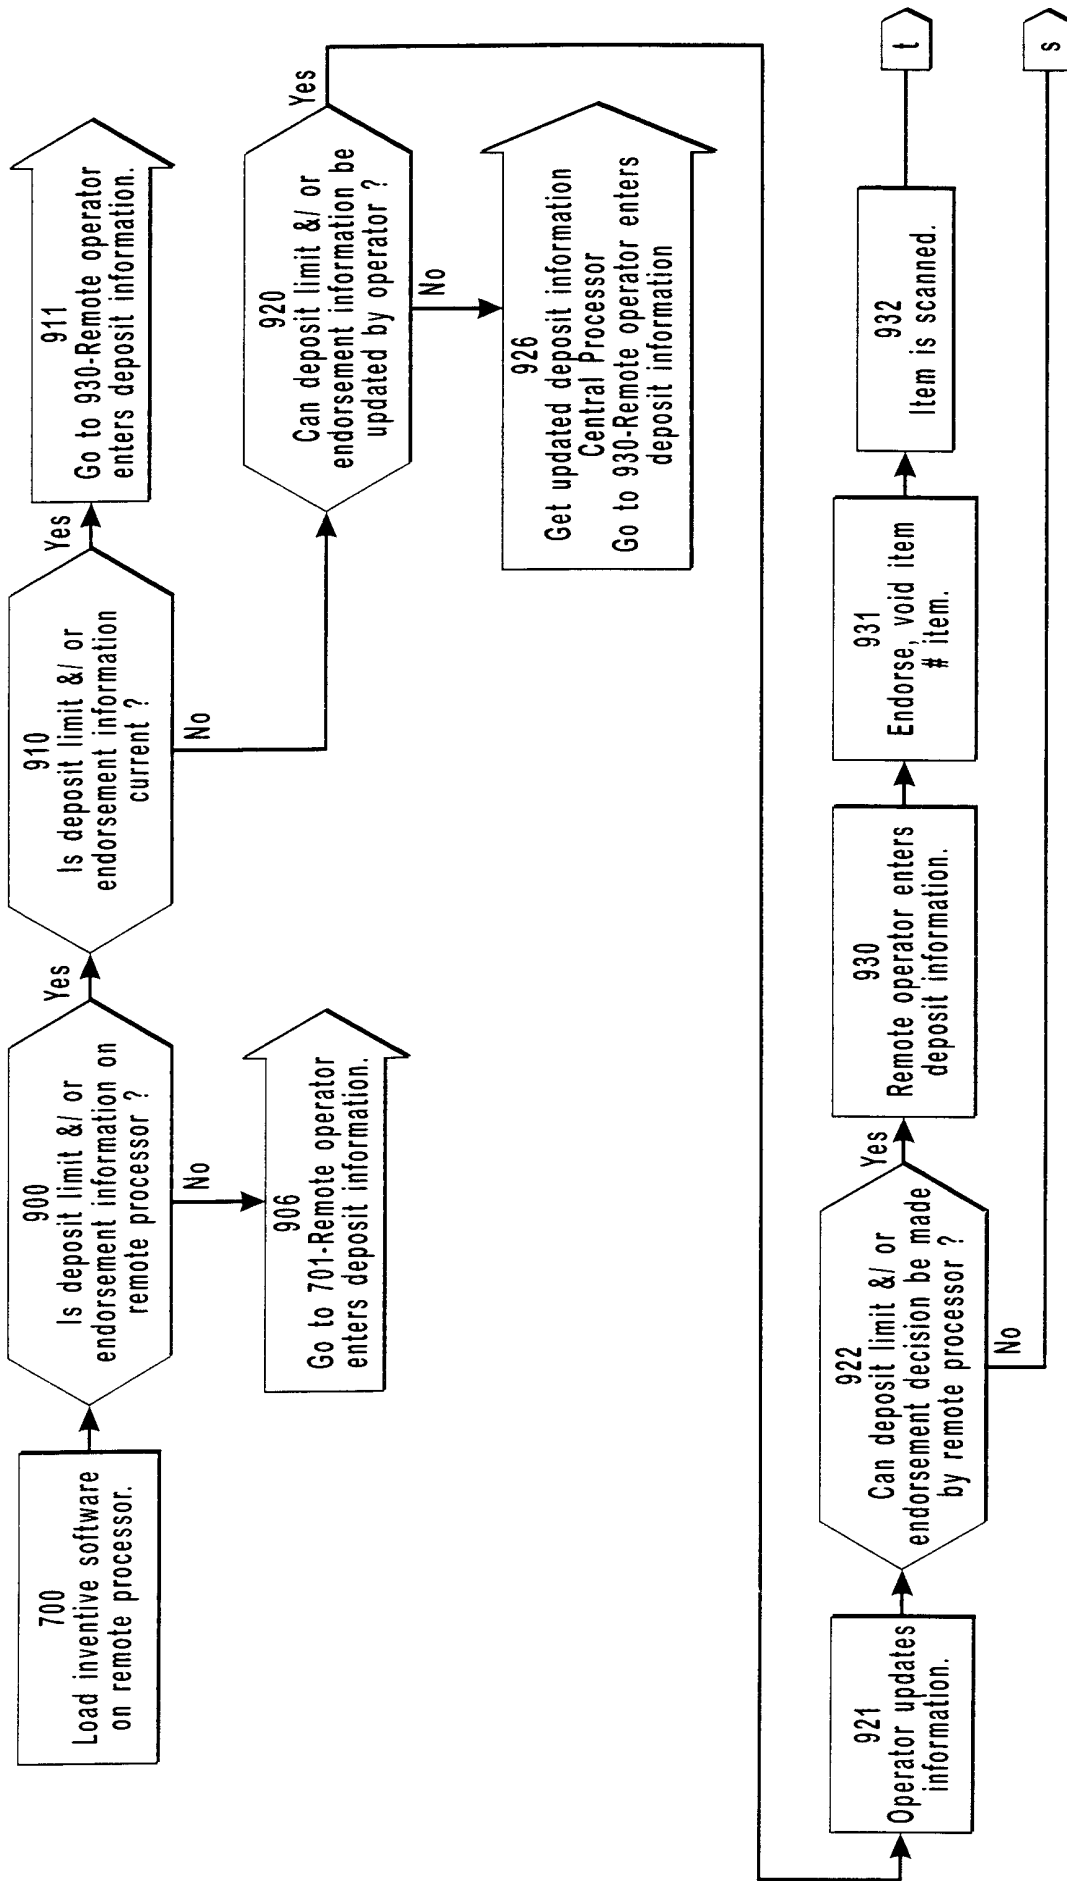 700
Load inventive software
on remote processor.
900
Is deposit limit &/ or
endorsement information on
remote processor ?
Yes
No
906
Go to 701-Remote operator
enters deposit information.
910
Is deposit limit &/ or
endorsement information
current ?
Yes
No
911
Go to 930-Remote operator
enters deposit information.
920
Can deposit limit &/ or
endorsement information be
updated by operator ?
Yes
No
926
Get updated deposit information
Central Processor
Go to 930-Remote operator enters
deposit information
921
Operator updates
information.
922
Can deposit limit &/ or
endorsement decision be made
by remote processor ?
Yes
No
930
Remote operator enters
deposit information.
931
Endorse, void item
# item.
932
Item is scanned.
t
s